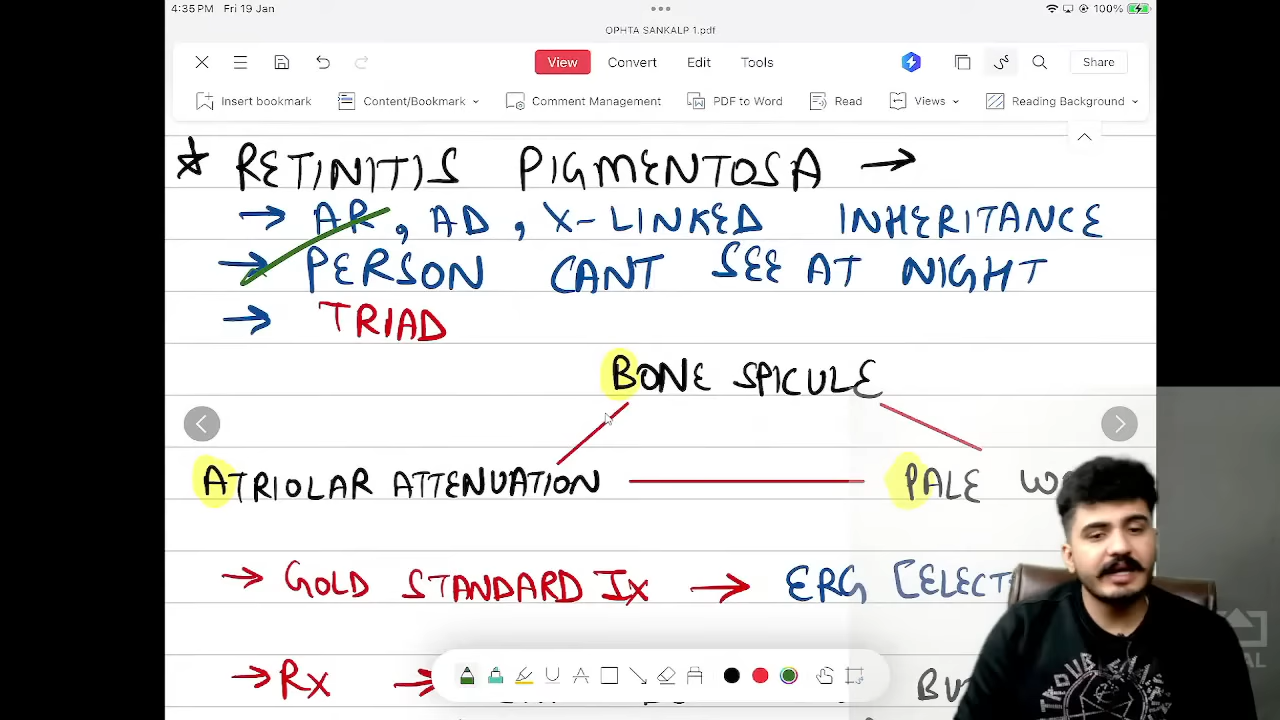 4:35 PM Fri 19 Jan
100%
OPHTA SANKALP 1.pdf
View Convert Edit Tools Share
Insert bookmark Content/Bookmark Comment Management PDF to Word Read Views Reading Background
RETINITIS PIGMENTOSA →
→ AR, AD, X-LINKED INHERITANCE
→ PERSON CANT SEE AT NIGHT
→ TRIAD
BONE SPICULE
ATRIOLAR ATTENUATION PALE
→ GOLD STANDARD Ix → ERG [ELECT
→ Rx →